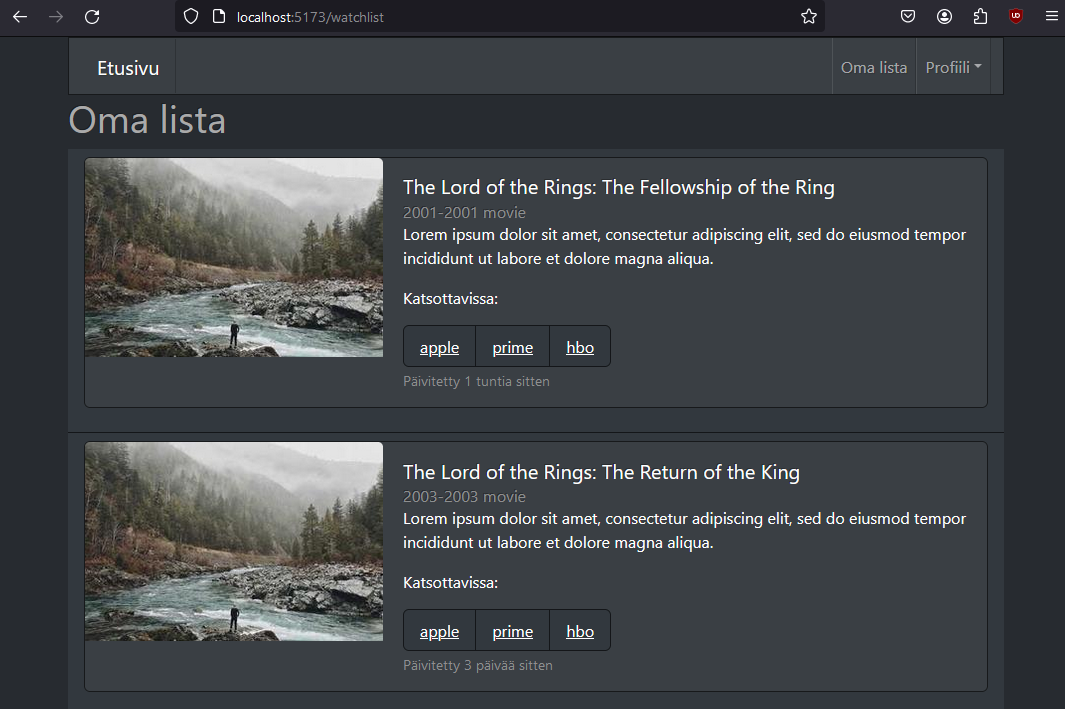 localhost:5173/watchlist
Etusivu
Oma lista
Profiili
Oma lista
The Lord of the Rings: The Fellowship of the Ring
2001-2001 movie
Lorem ipsum dolor sit amet, consectetur adipiscing elit, sed do eiusmod tempor
incididunt ut labore et dolore magna aliqua.
Katsottavissa:
apple prime hbo
Päivitetty 1 tuntia sitten
The Lord of the Rings: The Return of the King
2003-2003 movie
Lorem ipsum dolor sit amet, consectetur adipiscing elit, sed do eiusmod tempor
incididunt ut labore et dolore magna aliqua.
Katsottavissa:
apple prime hbo
Päivitetty 3 päivää sitten